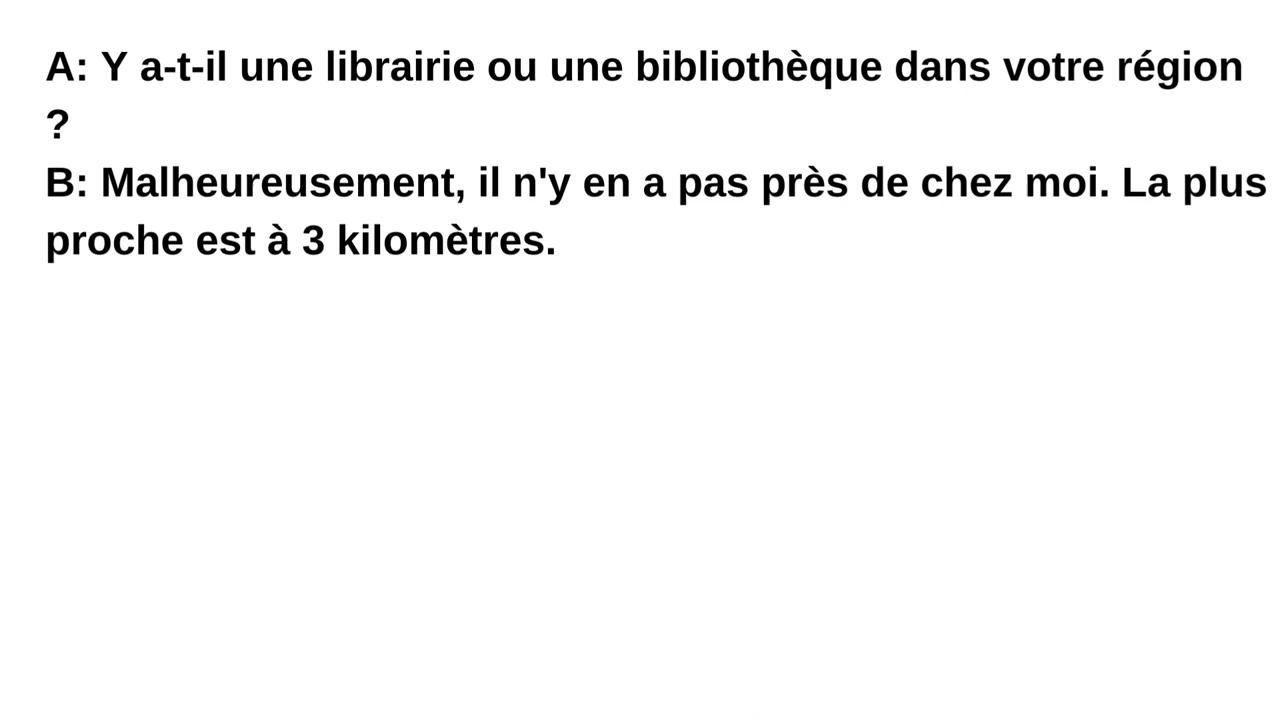 A: Y a-t-il une librairie ou une bibliothèque dans votre région
?
B: Malheureusement, il n'y en a pas près de chez moi. La plus
proche est à 3 kilomètres.